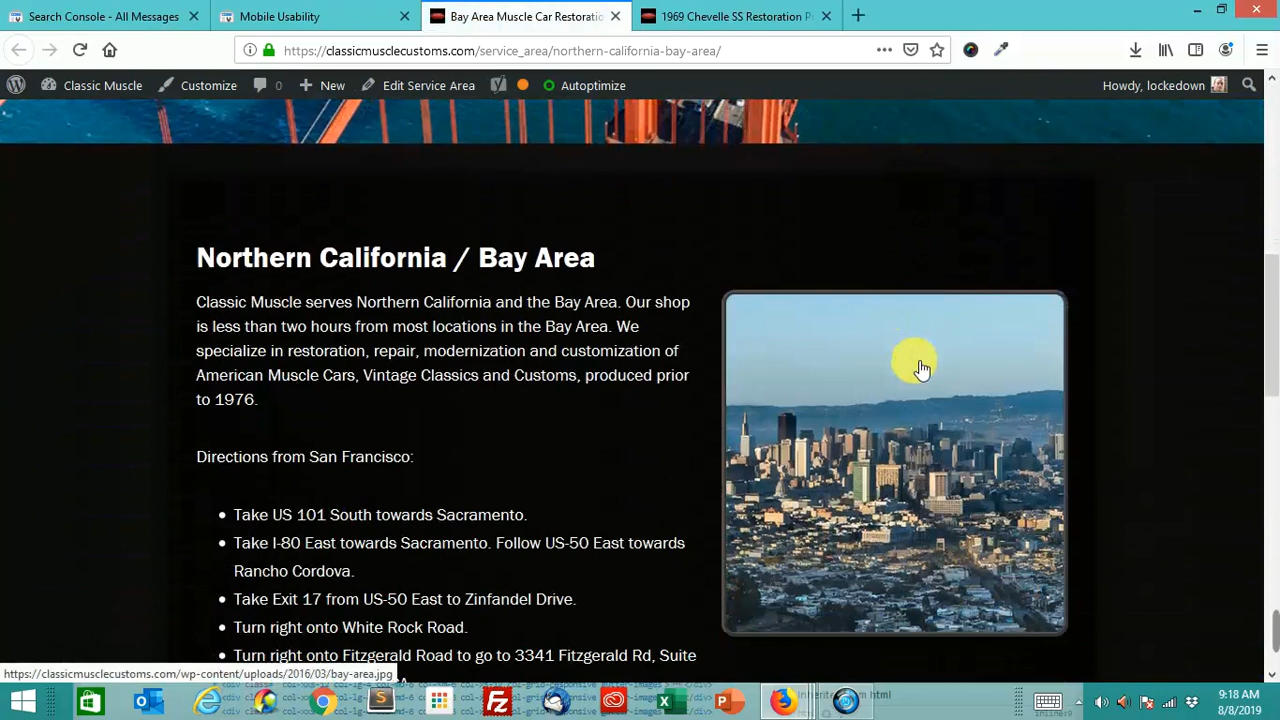 Search Console - All Messages
Mobile Usability
Bay Area Muscle Car Restoratio
1969 Chevelle SS Restoration P
https://classicmusclecustoms.com/service_area/northern-california-bay-area/
Classic Muscle
Customize
0
New
Edit Service Area
Autoptimize
Howdy, lockedown
Northern California / Bay Area
Classic Muscle serves Northern California and the Bay Area. Our shop
is less than two hours from most locations in the Bay Area. We
specialize in restoration, repair, modernization and customization of
American Muscle Cars, Vintage Classics and Customs, produced prior
to 1976.
Directions from San Francisco:
Take US 101 South towards Sacramento.
Take I-80 East towards Sacramento. Follow US-50 East towards
Rancho Cordova.
Take Exit 17 from US-50 East to Zinfandel Drive.
Turn right onto White Rock Road.
Turn right onto Fitzgerald Road to go to 3341 Fitzgerald Rd, Suite
https://classicmusclecustoms.com/wp-content/uploads/2016/03/bay-area.jpg
9:18 AM
8/8/2019